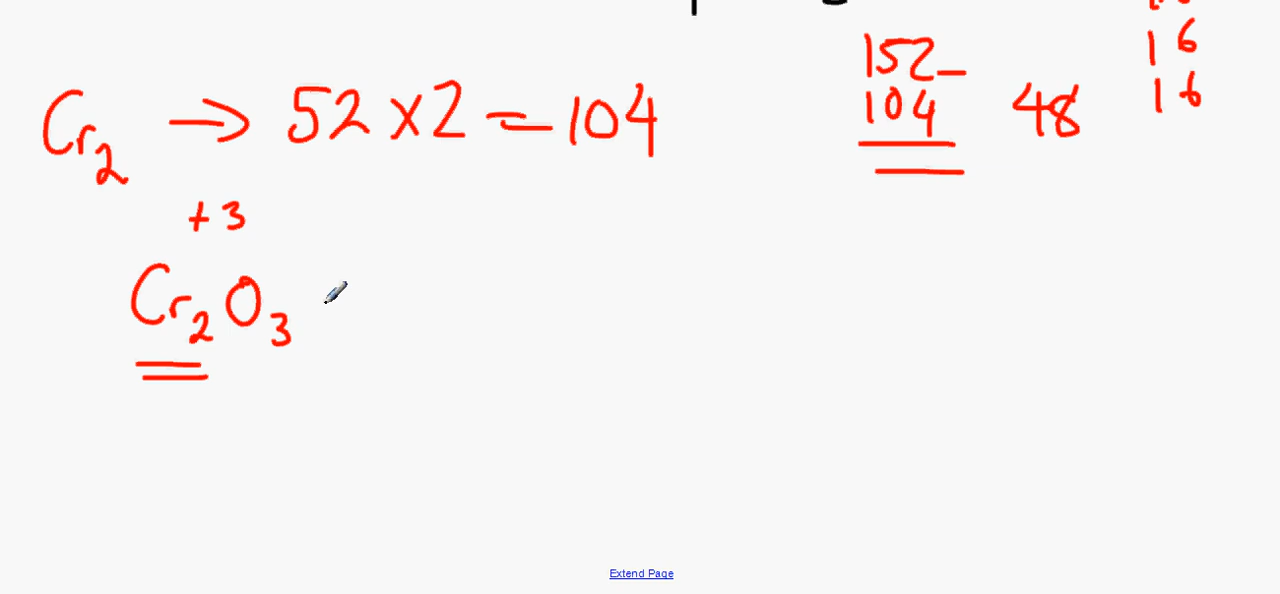 152-
104 48
16
16
Cr₂ → 52 × 2 = 104
+3
Cr₂O₃
Extend Page